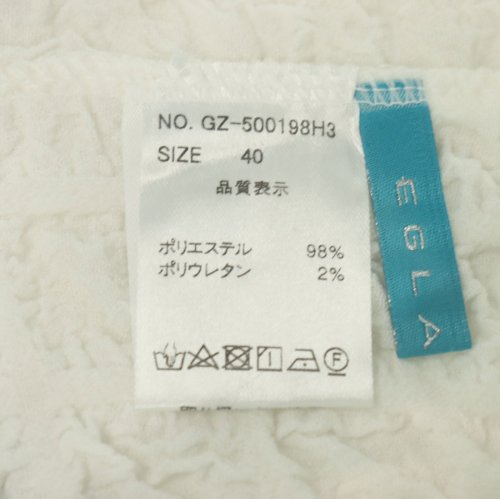 NO. GZ-500198H3
SIZE 40
品質表示
ポリエステル 98%
ポリウレタン 2%
F
EGLA